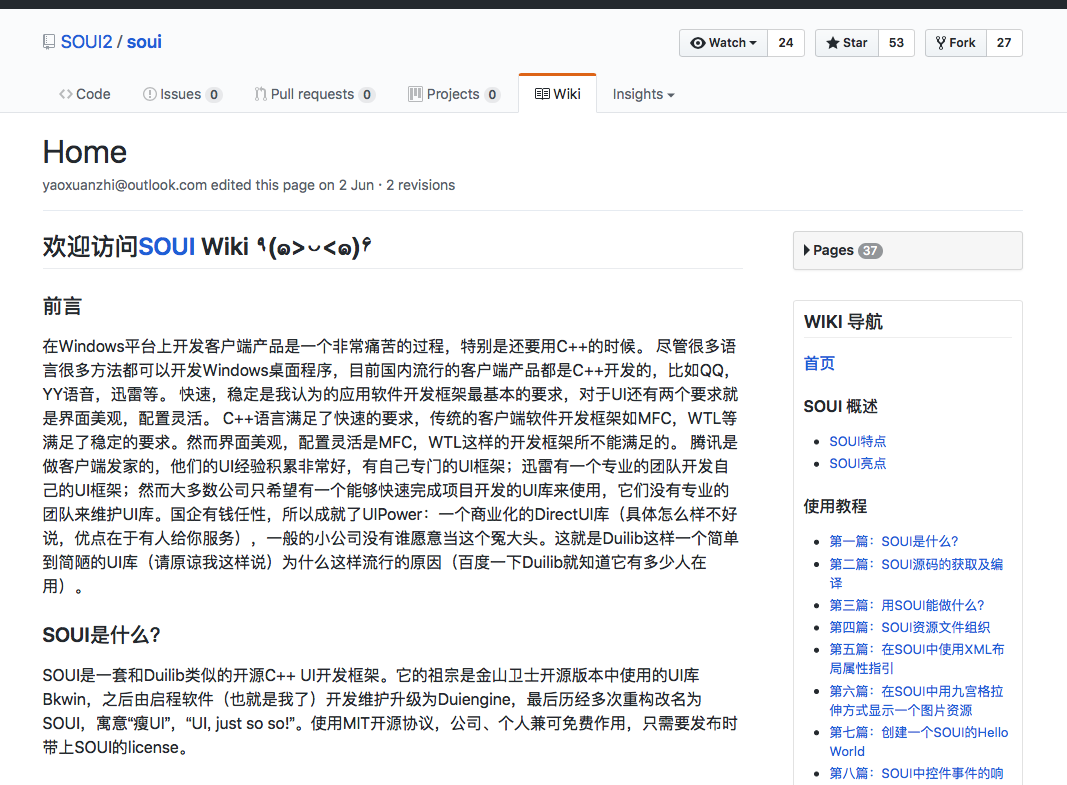 SOUI2 / soui
Watch 24 Star 53 Fork 27
Code Issues 0 Pull requests 0 Projects 0 Wiki Insights
Home
yaoxuanzhi@outlook.com edited this page on 2 Jun · 2 revisions
欢迎访问SOUI Wiki ٩(๑>◡<๑)۶
前言
在Windows平台上开发客户端产品是一个非常痛苦的过程，特别是还要用C++的时候。 尽管很多语
言很多方法都可以开发Windows桌面程序，目前国内流行的客户端产品都是C++开发的，比如QQ，
YY语音，迅雷等。 快速，稳定是我认为的应用软件开发框架最基本的要求，对于UI还有两个要求就
是界面美观，配置灵活。 C++语言满足了快速的要求，传统的客户端软件开发框架如MFC，WTL等
满足了稳定的要求。然而界面美观，配置灵活是MFC，WTL这样的开发框架所不能满足的。 腾讯是
做客户端发家的，他们的UI经验积累非常好，有自己专门的UI框架；迅雷有一个专业的团队开发自
己的UI框架；然而大多数公司只希望有一个能够快速完成项目开发的UI库来使用，它们没有专业的
团队来维护UI库。国企有钱任性，所以成就了UIPower：一个商业化的DirectUI库（具体怎么样不好
说，优点在于有人给你服务），一般的小公司没有谁愿意当这个冤大头。这就是Duilib这样一个简单
到简陋的UI库（请原谅我这样说）为什么这样流行的原因（百度一下Duilib就知道它有多少人在
用）。
SOUI是什么?
SOUI是一套和Duilib类似的开源C++ UI开发框架。它的祖宗是金山卫士开源版本中使用的UI库
Bkwin，之后由启程软件（也就是我了）开发维护升级为Duiengine，最后历经多次重构改名为
SOUI，寓意“瘦UI”，“UI, just so so!”。使用MIT开源协议，公司、个人兼可免费作用，只需要发布时
带上SOUI的license。
Pages 37
WIKI 导航
首页
SOUI 概述
SOUI特点
SOUI亮点
使用教程
第一篇：SOUI是什么?
第二篇：SOUI源码的获取及编
译
第三篇：用SOUI能做什么?
第四篇：SOUI资源文件组织
第五篇：在SOUI中使用XML布
局属性指引
第六篇：在SOUI中用九宫格拉
伸方式显示一个图片资源
第七篇：创建一个SOUI的Hello
World
第八篇：SOUI中控件事件的响